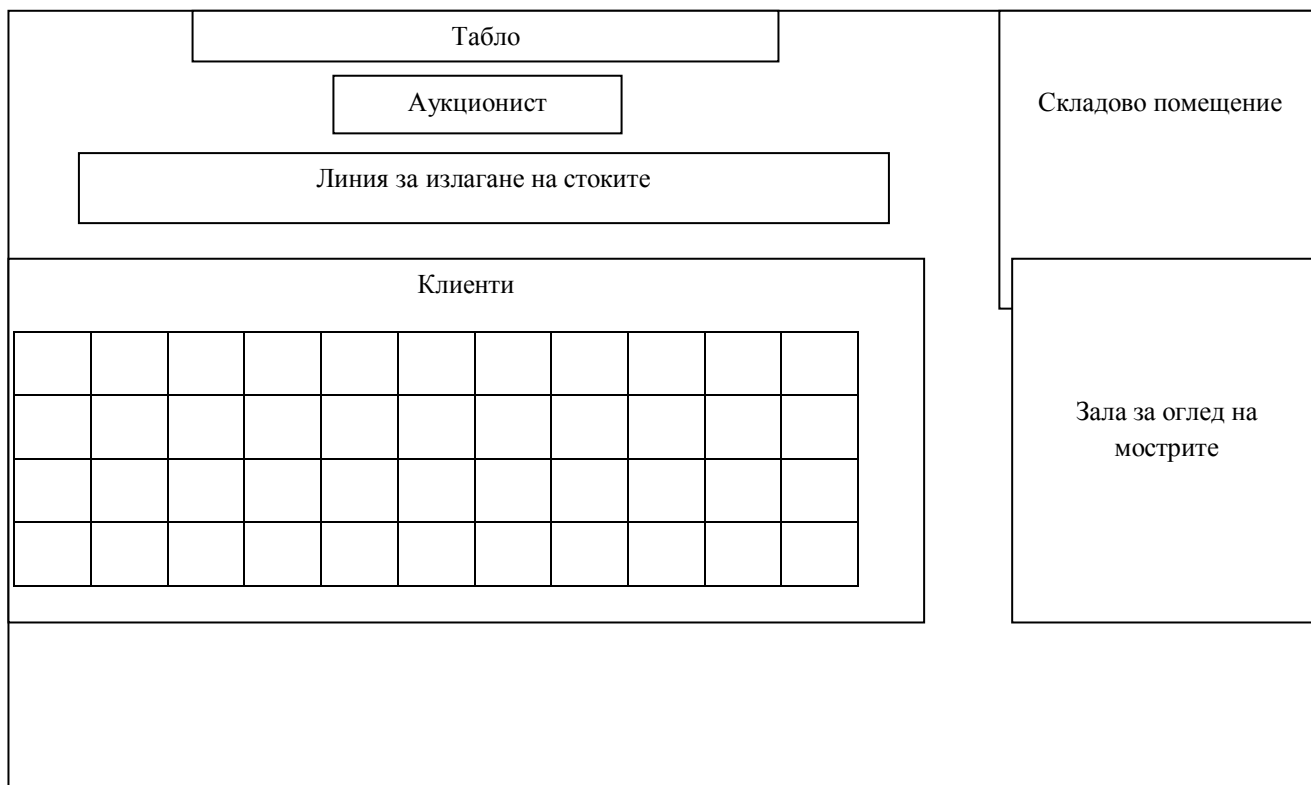 Табло
Аукционист
Складово помещение
Линия за излагане на стоките
Клиенти
Зала за оглед на
мострите